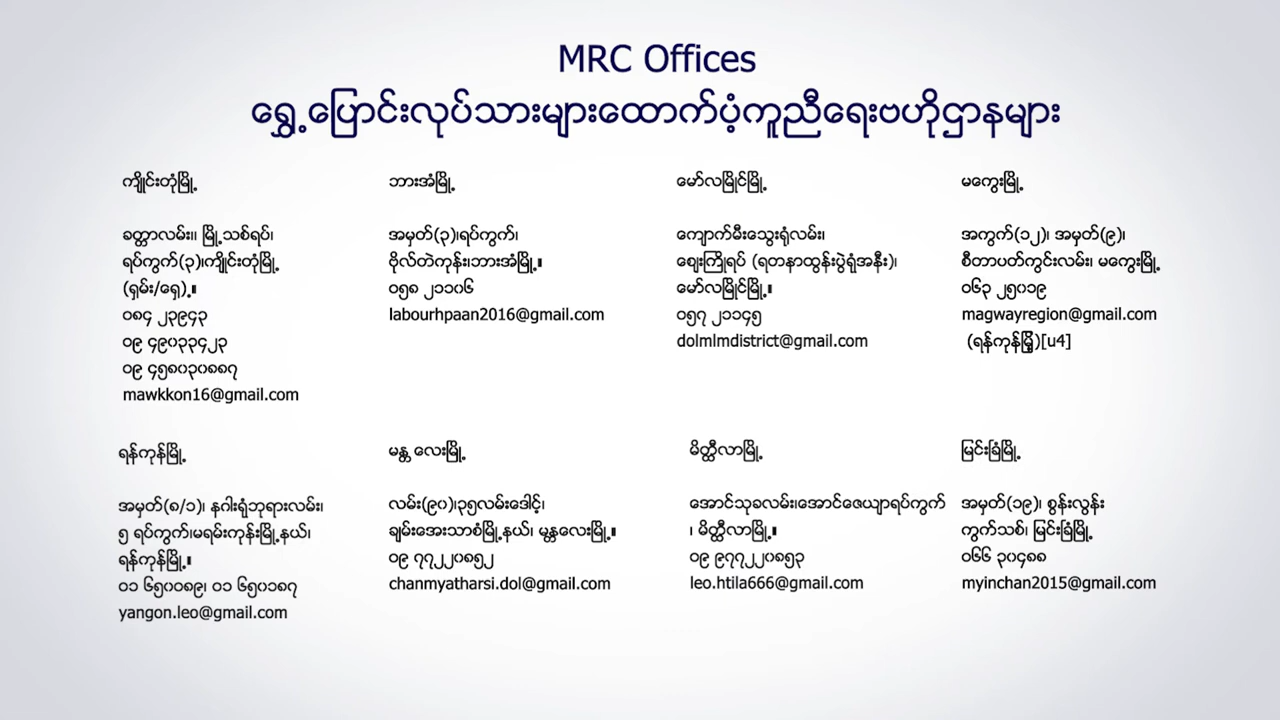 MRC Offices
ရွှေ့ပြောင်းလုပ်သားများထောက်ပံ့ကူညီရေးဗဟိုဌာနများ
ကျိုင်းတုံမြို့
ခတ္တာလမ်း။ မြို့သစ်ရပ်၊
ရပ်ကွက်(၃)၊ကျိုင်းတုံမြို့
(ရှမ်း/ရှေ့)။
၀၈၄ ၂၃၉၄၃
၀၉ ၄၉၀၃၃၄၂၃
၀၉ ၄၅၈၀၃၀၈၈၇
mawkkon16@gmail.com
ဘားအံမြို့
အမှတ်(၃)၊ရပ်ကွက်၊
ဗိုလ်တဲကုန်း၊ဘားအံမြို့။
၀၅၈ ၂၁၁၀၆
labourhpaan2016@gmail.com
မော်လမြိုင်မြို့
ကျောက်မီးသွေးရုံလမ်း၊
ဈေးကြိုရပ် (ရတနာထွန်းပွဲရုံအနီး)၊
မော်လမြိုင်မြို့။
၀၅၇ ၂၁၁၄၅
dolmlmdistrict@gmail.com
မကွေးမြို့
အကွက်(၁၂)၊ အမှတ်(၉)၊
စီတာပတ်ကွင်းလမ်း၊ မကွေးမြို့
၀၆၃ ၂၅၀၁၉
magwayregion@gmail.com
(ရန်ကုန်မြို့)[u4]
ရန်ကုန်မြို့
အမှတ်(၈/၁)၊ နဂါးရုံဘုရားလမ်း၊
၅ ရပ်ကွက်၊မရမ်းကုန်းမြို့နယ်၊
ရန်ကုန်မြို့။
၀၁ ၆၅၀၀၈၉၊ ၀၁ ၆၅၀၁၈၇
yangon.leo@gmail.com
မန္တလေးမြို့
လမ်း(၉၀)၊၃၅လမ်းဒေါင့်၊
ချမ်းအေးသာစံမြို့နယ်၊ မန္တလေးမြို့။
၀၉ ၇၇၂၂၀၈၅၂
chanmyatharsi.dol@gmail.com
မိတ္ထီလာမြို့
အောင်သုခလမ်း၊အောင်ဇေယျာရပ်ကွက်
၊ မိတ္ထီလာမြို့။
၀၉ ၉၇၇၂၂၀၈၅၃
leo.htila666@gmail.com
မြင်းခြံမြို့
အမှတ်(၁၉)၊ စွန်းလွန်း
ကွက်သစ်၊ မြင်းခြံမြို့
၀၆၆ ၃၀၄၈၈
myinchan2015@gmail.com